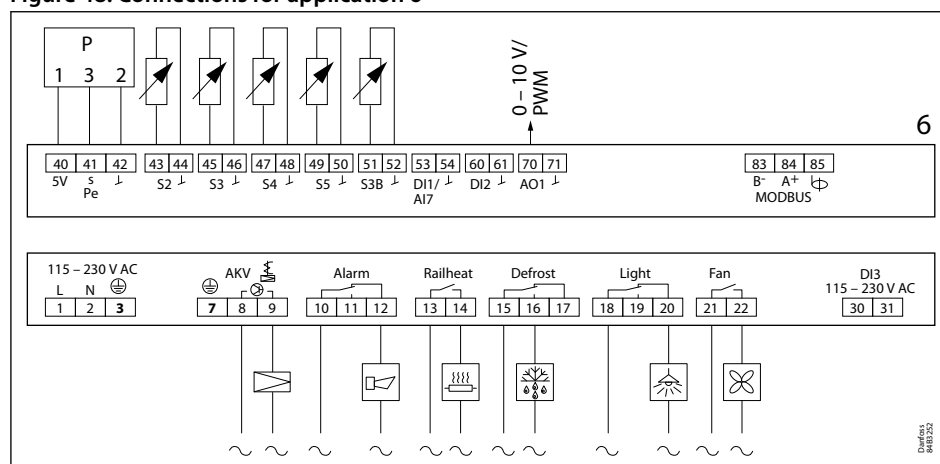 Figure 48: Connections for application 6
P
1 3 2
0 – 10 V/
PWM
6
40 41 42 43 44 45 46 47 48 49 50 51 52 53 54 60 61 70 71 83 84 85
5V s S2 S3 S4 S5 S3B DI1/ DI2 AO1 B- A+
Pe AI7 MODBUS
115 – 230 V AC AKV Alarm Railheat Defrost Light Fan DI3
L N 115 – 230 V AC
1 2 3 7 8 9 10 11 12 13 14 15 16 17 18 19 20 21 22 30 31
Danfoss
84B3252